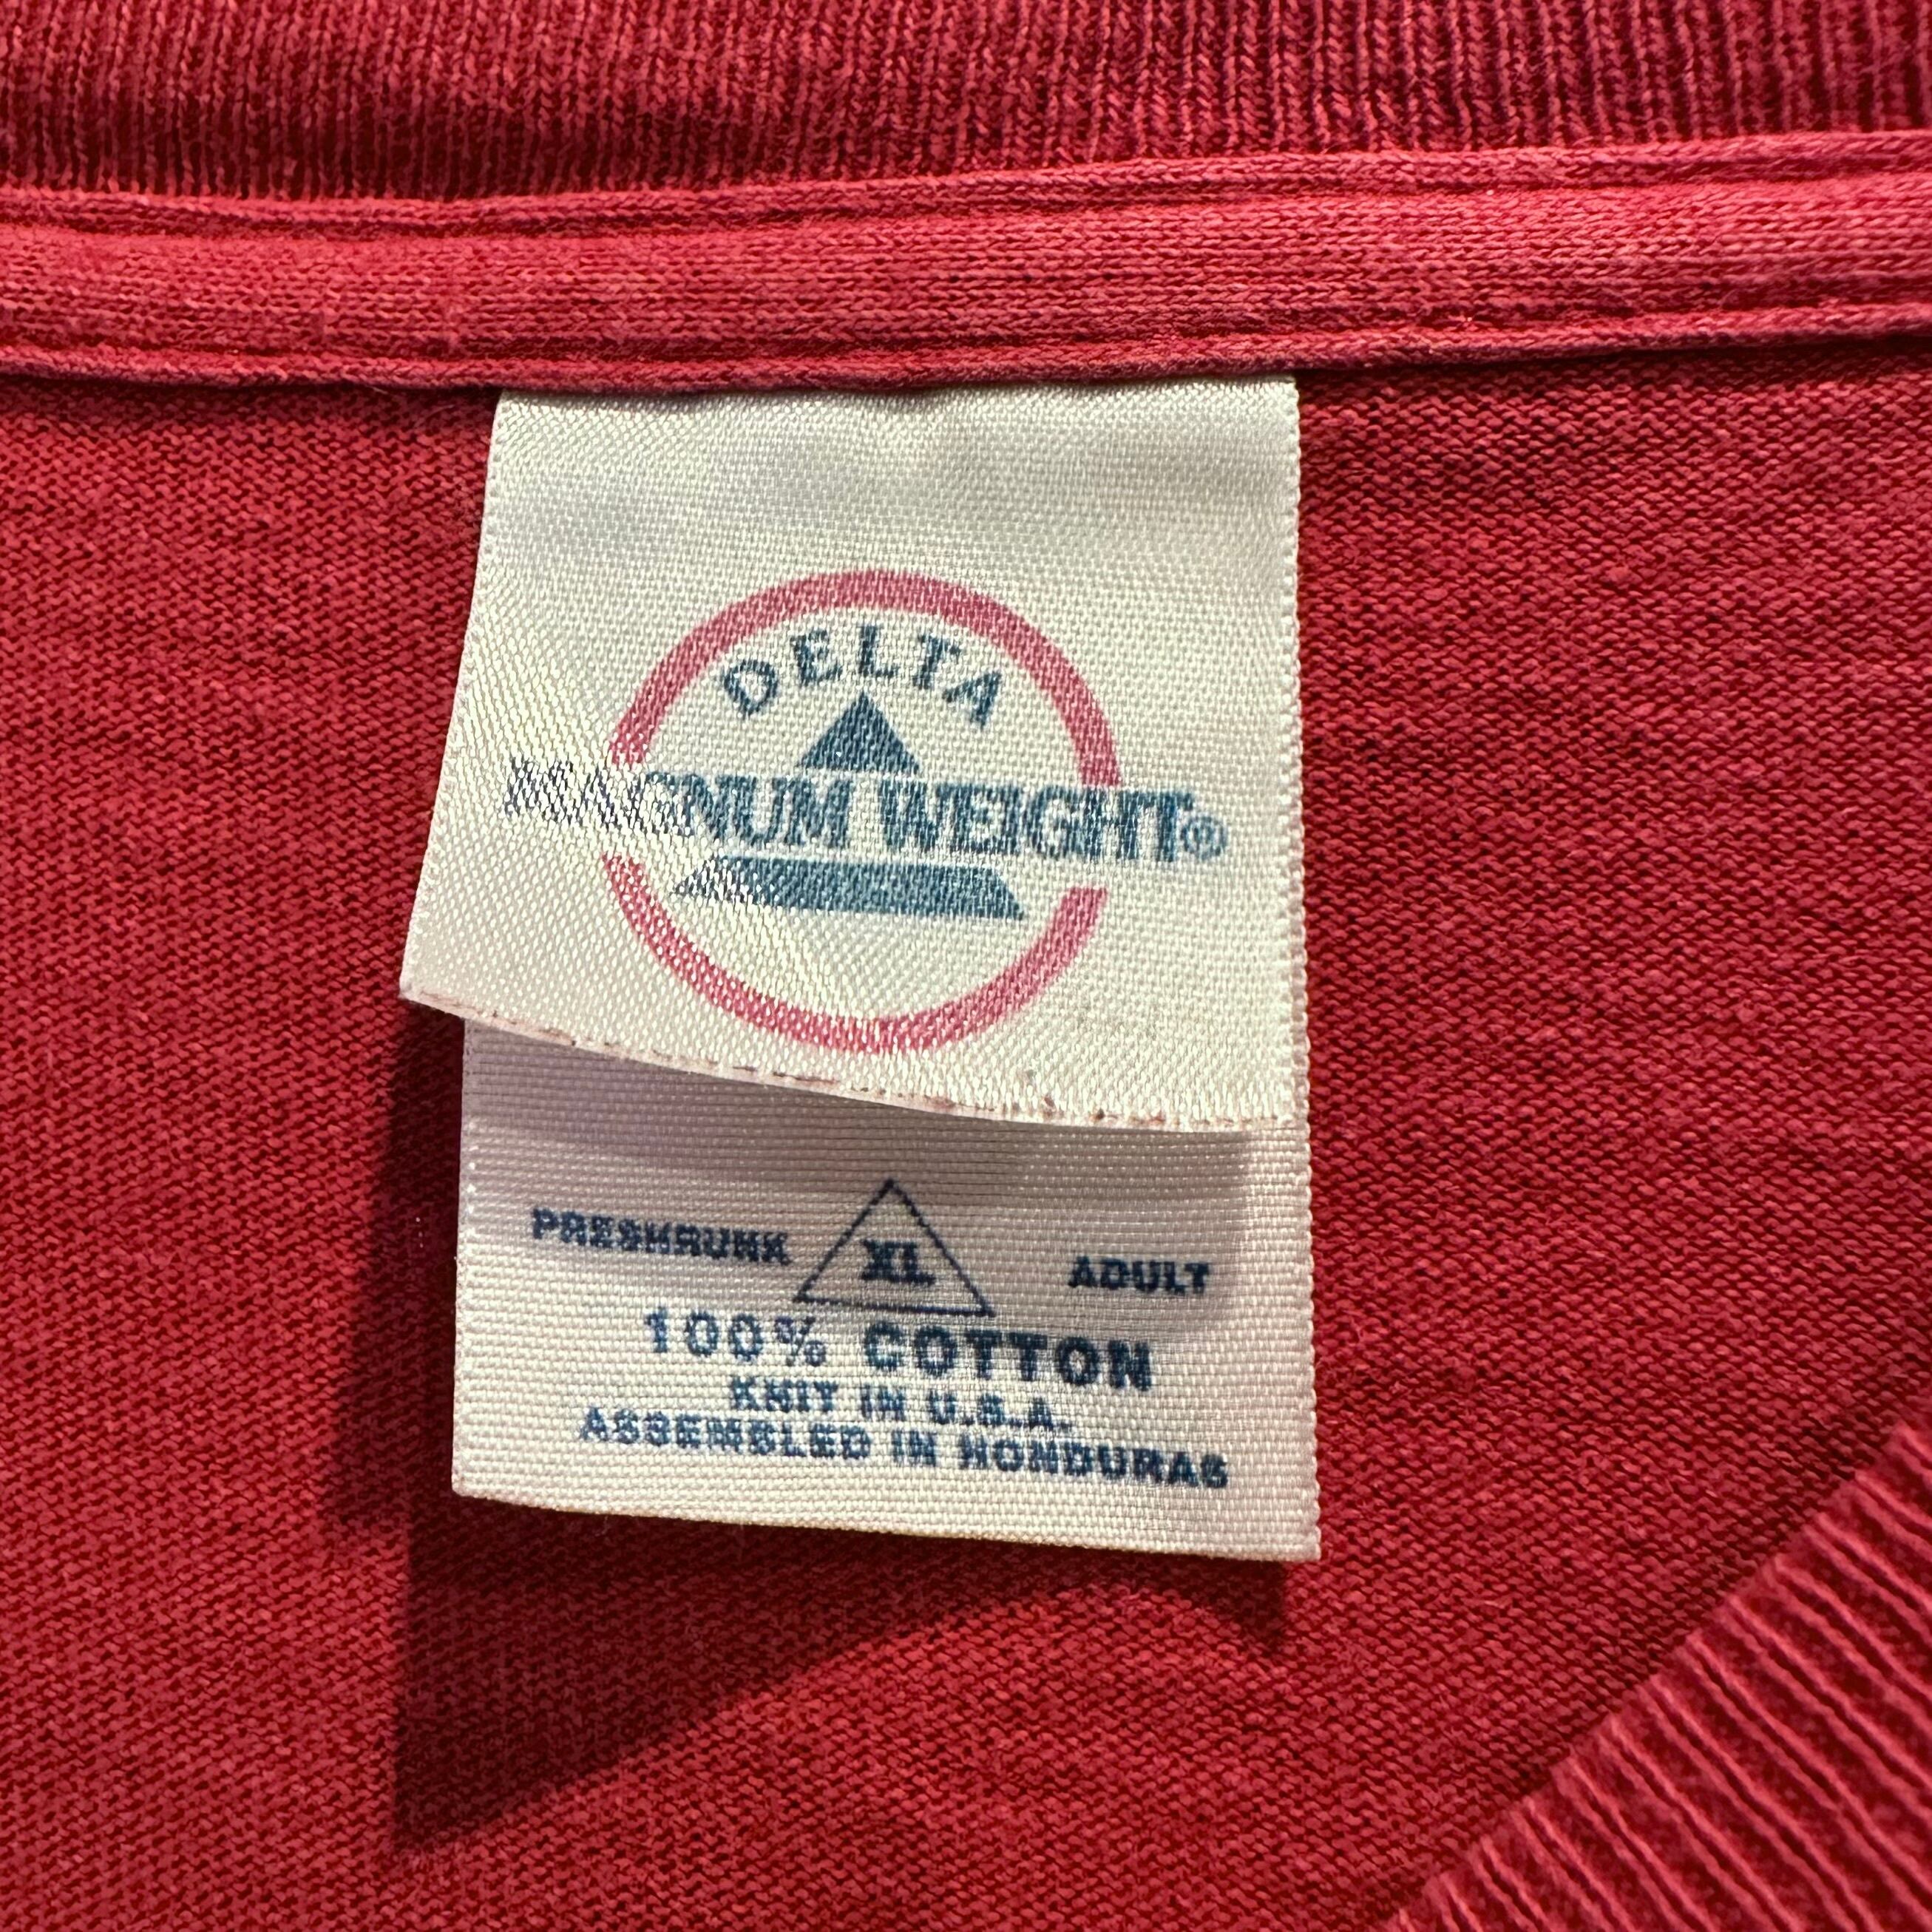 DELTA
MAGNUM WEIGHT®
PRESHRUNK XL ADULT
100% COTTON
KNIT IN U.S.A.
ASSEMBLED IN HONDURAS